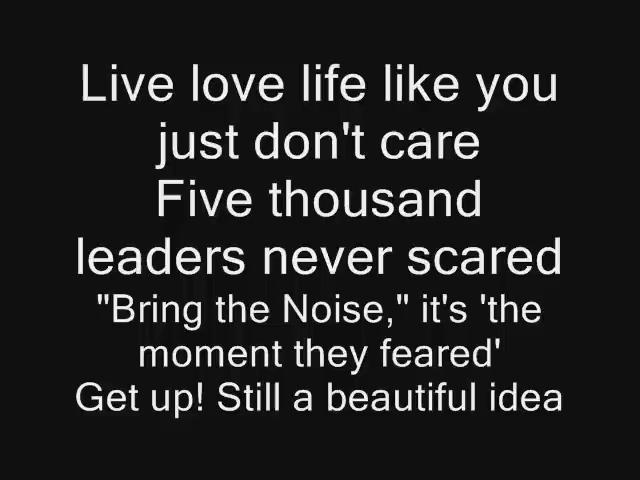 Live love life like you
just don't care
Five thousand
leaders never scared
"Bring the Noise," it's 'the
moment they feared'
Get up! Still a beautiful idea